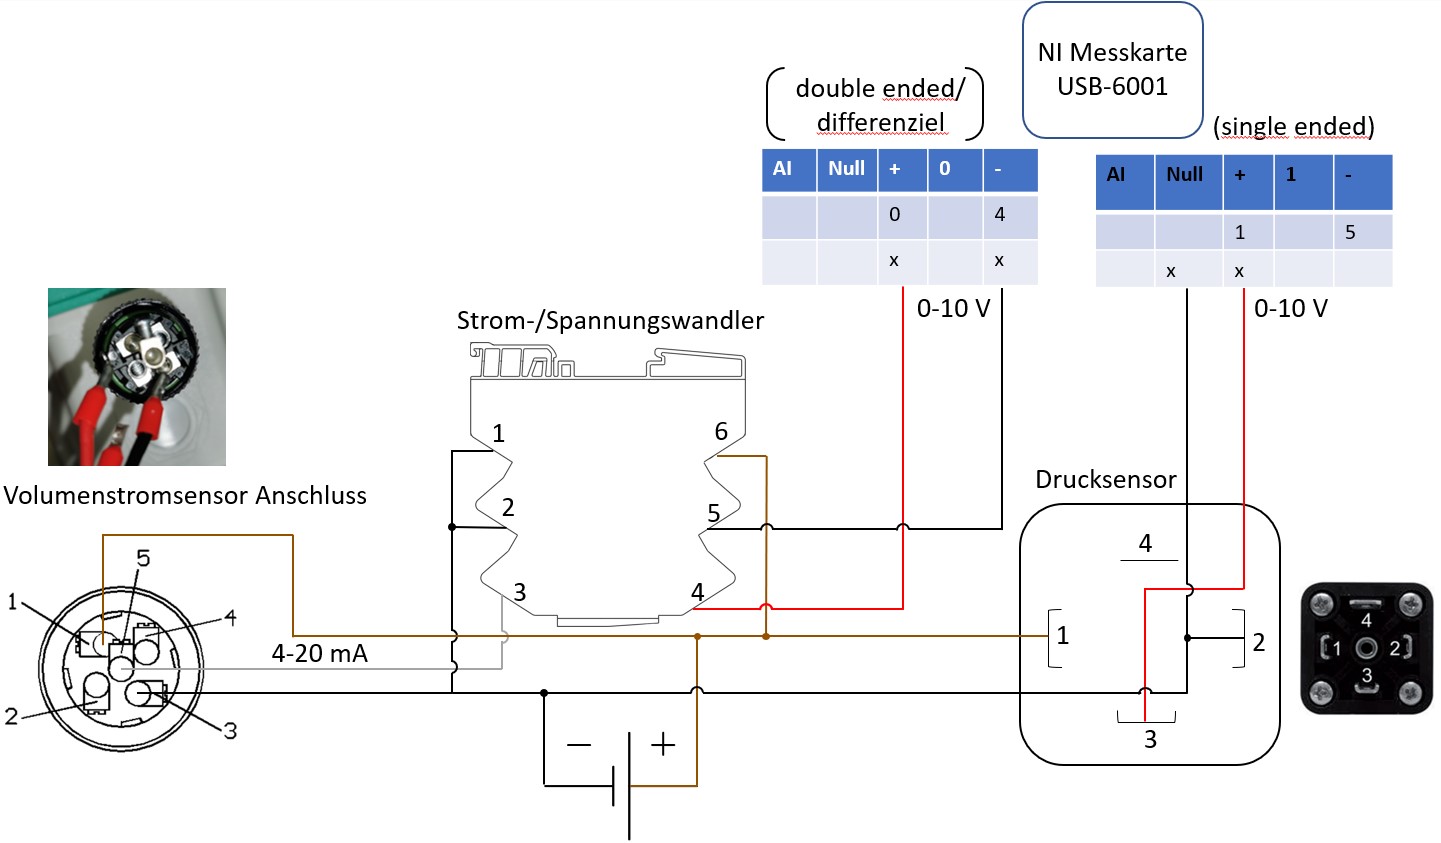 NI Messkarte
USB-6001
double ended/
differenziel
(single ended)
AI Null + 0 -
0 4
x x
AI Null + 1 -
1 5
x x
0-10 V
0-10 V
Strom-/Spannungswandler
1
6
2
5
3
4
Volumenstromsensor Anschluss
5
1
4
2
3
4-20 mA
− +
Drucksensor
4
1
2
3
4
1 2
3